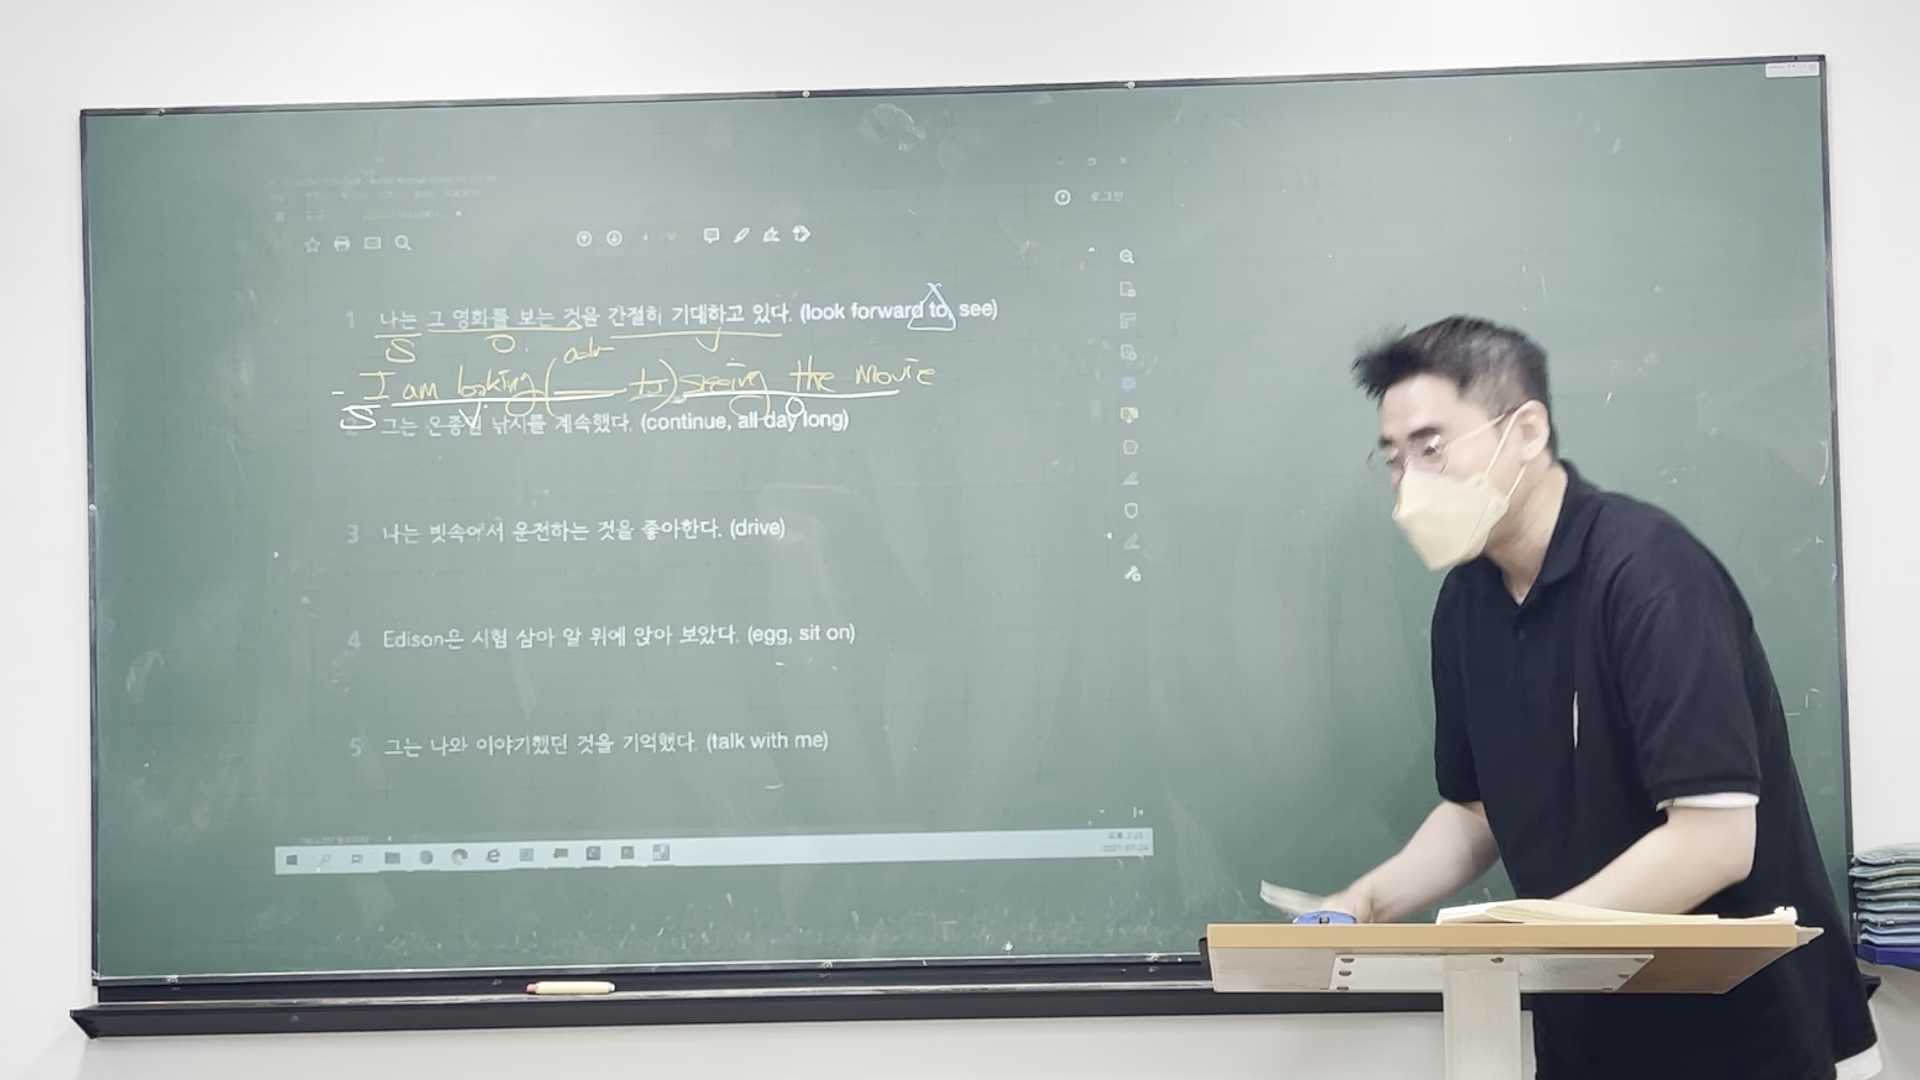 로그인
1 나는 그 영화를 보는 것을 간절히 기대하고 있다. (look forward to, see)
S O V
adv
- I am looking ( to) seeing the movie
S V O
2 그는 온종일 낚시를 계속했다. (continue, all day long)
3 나는 빗속에서 운전하는 것을 좋아한다. (drive)
4 Edison은 시험 삼아 알 위에 앉아 보았다. (egg, sit on)
5 그는 나와 이야기했던 것을 기억했다. (talk with me)